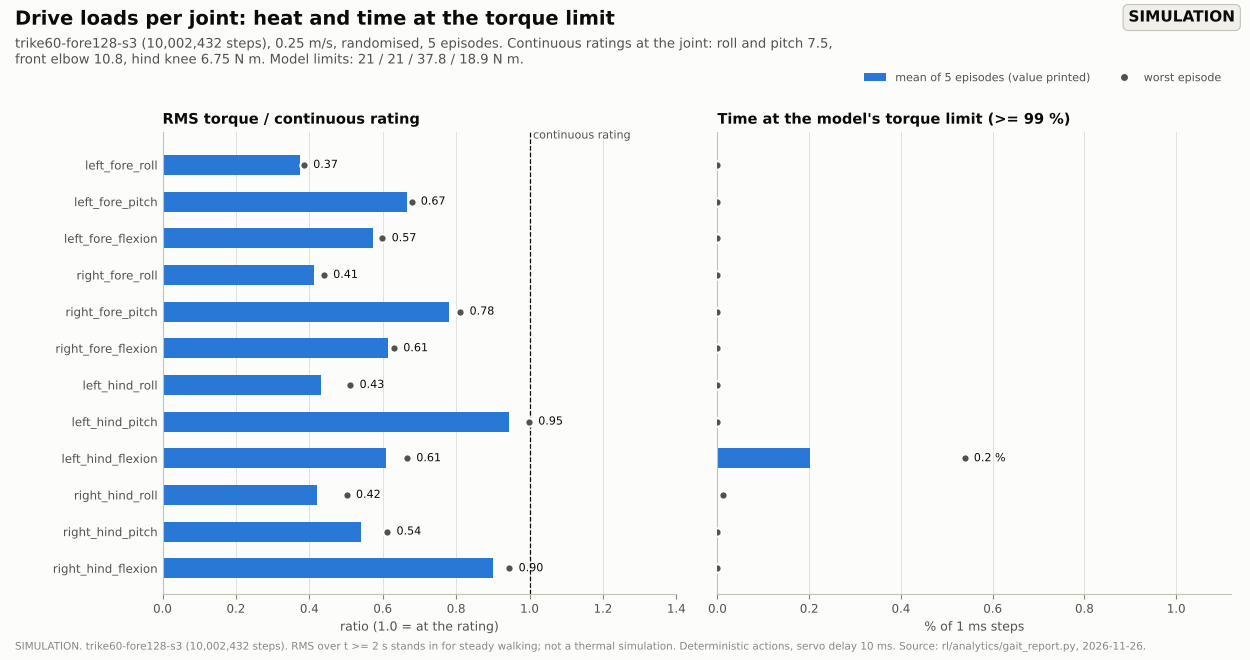 Drive loads per joint: heat and time at the torque limit
SIMULATION
trike60-fore128-s3 (10,002,432 steps), 0.25 m/s, randomised, 5 episodes. Continuous ratings at the joint: roll and pitch 7.5,
front elbow 10.8, hind knee 6.75 N m. Model limits: 21 / 21 / 37.8 / 18.9 N m.
mean of 5 episodes (value printed)
worst episode
RMS torque / continuous rating
continuous rating
left_fore_roll 0.37
left_fore_pitch 0.67
left_fore_flexion 0.57
right_fore_roll 0.41
right_fore_pitch 0.78
right_fore_flexion 0.61
left_hind_roll 0.43
left_hind_pitch 0.95
left_hind_flexion 0.61
right_hind_roll 0.42
right_hind_pitch 0.54
right_hind_flexion 0.90
0.0 0.2 0.4 0.6 0.8 1.0 1.2 1.4
ratio (1.0 = at the rating)
Time at the model's torque limit (>= 99 %)
0.2 %
0.0 0.2 0.4 0.6 0.8 1.0
% of 1 ms steps
SIMULATION. trike60-fore128-s3 (10,002,432 steps). RMS over t >= 2 s stands in for steady walking; not a thermal simulation. Deterministic actions, servo delay 10 ms. Source: rl/analytics/gait_report.py, 2026-11-26.